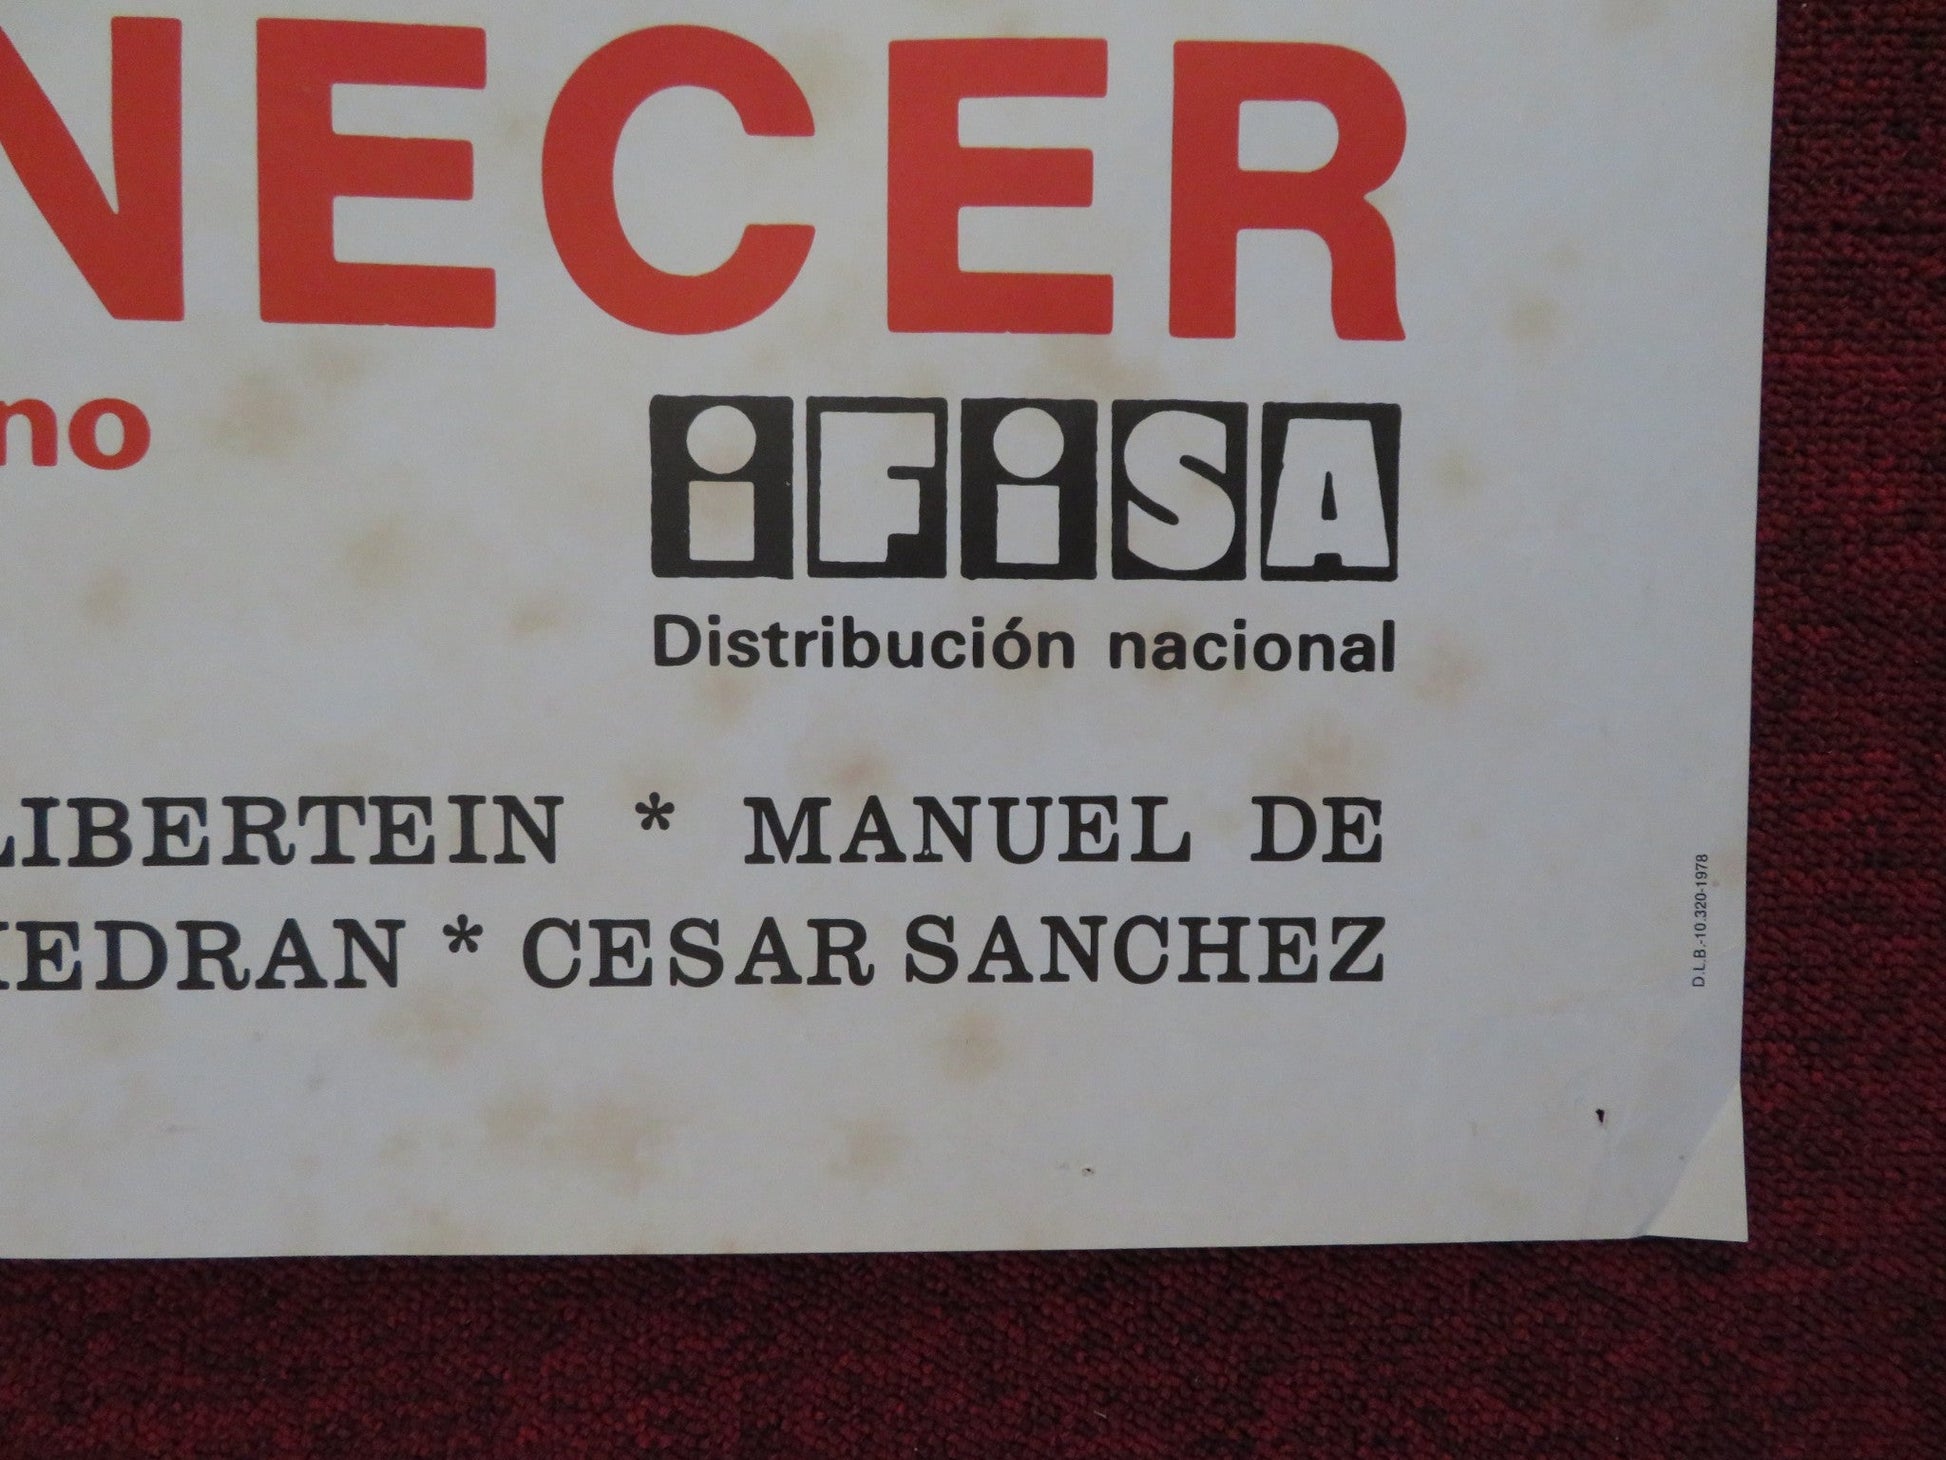 NECER
no
iFiSA
Distribución nacional
LIBERTEIN * MANUEL DE
EDRAN * CESAR SANCHEZ
D.L.B.-10.320-1978